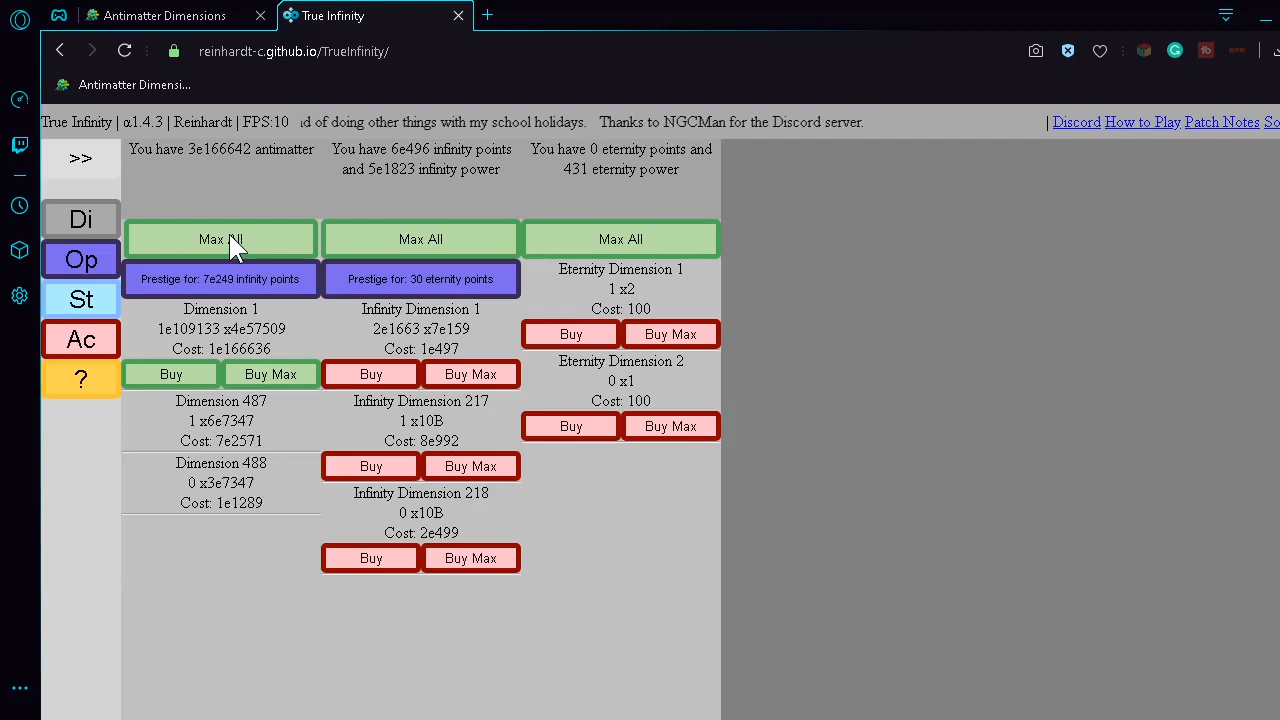 Antimatter Dimensions
True Infinity
reinhardt-c.github.io/TrueInfinity/
Antimatter Dimensi...
True Infinity | α1.4.3 | Reinhardt | FPS:10 d of doing other things with my school holidays. Thanks to NGCMan for the Discord server. | Discord How to Play Patch Notes So
>>
Di
Op
St
Ac
?
You have 3e166642 antimatter
Max All
Prestige for: 7e249 infinity points
Dimension 1
1e109133 x4e57509
Cost: 1e166636
Buy Buy Max
Dimension 487
1 x6e7347
Cost: 7e2571
Dimension 488
0 x3e7347
Cost: 1e1289
You have 6e496 infinity points
and 5e1823 infinity power
Max All
Prestige for: 30 eternity points
Infinity Dimension 1
2e1663 x7e159
Cost: 1e497
Buy Buy Max
Infinity Dimension 217
1 x10B
Cost: 8e992
Buy Buy Max
Infinity Dimension 218
0 x10B
Cost: 2e499
Buy Buy Max
You have 0 eternity points and
431 eternity power
Max All
Eternity Dimension 1
1 x2
Cost: 100
Buy Buy Max
Eternity Dimension 2
0 x1
Cost: 100
Buy Buy Max